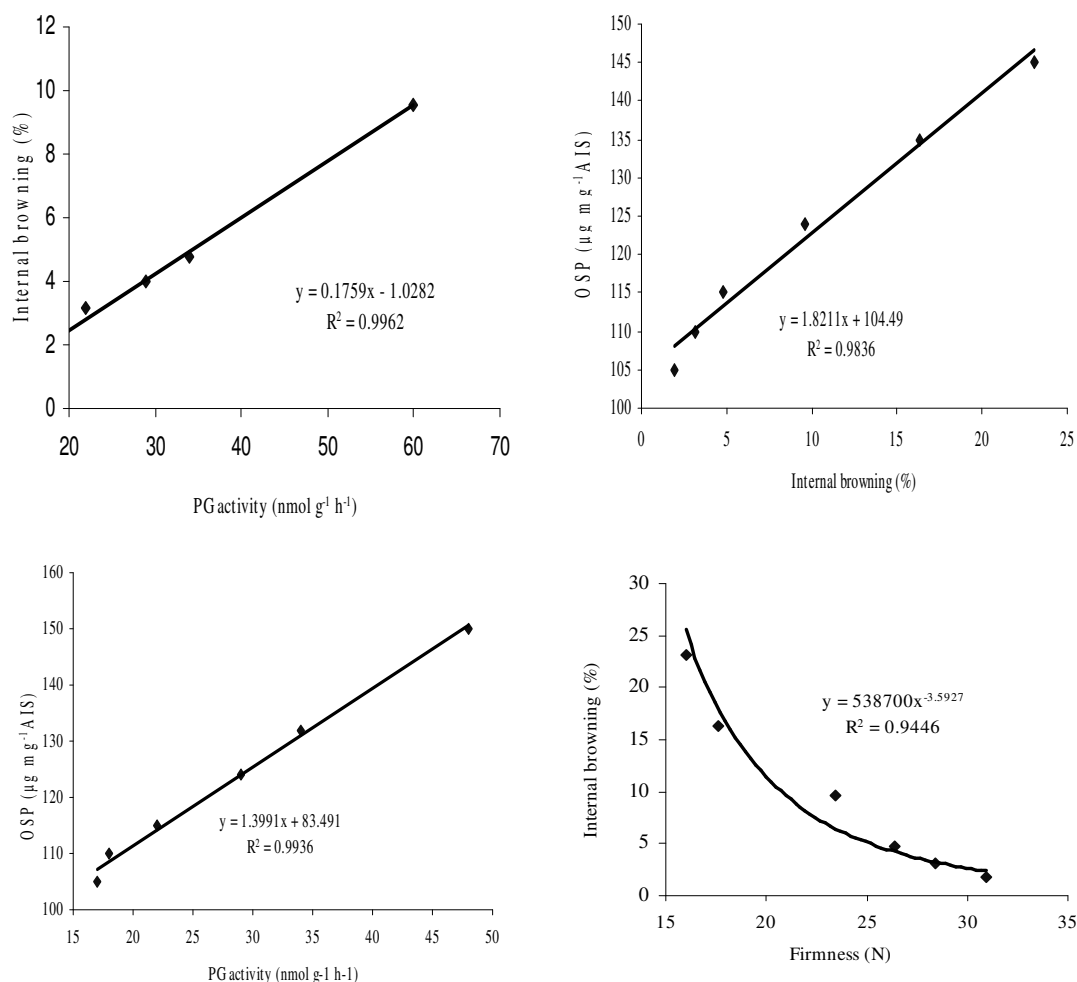 12
10
8
6
4
2
0
20 30 40 50 60 70
Internal browning (%)
PG activity (nmol g⁻¹ h⁻¹)
y = 0.1759x - 1.0282
R² = 0.9962
150
145
140
135
130
125
120
115
110
105
100
0 5 10 15 20 25
OSP (µg mg⁻¹AIS)
Internal browning (%)
y = 1.8211x + 104.49
R² = 0.9836
160
150
140
130
120
110
100
15 20 25 30 35 40 45 50
OSP (µg mg⁻¹AIS)
PG activity (nmol g-1 h-1)
y = 1.3991x + 83.491
R² = 0.9936
30
25
20
15
10
5
0
15 20 25 30 35
Internal browning (%)
Firmness (N)
y = 538700x⁻³·⁵⁹²⁷
R² = 0.9446